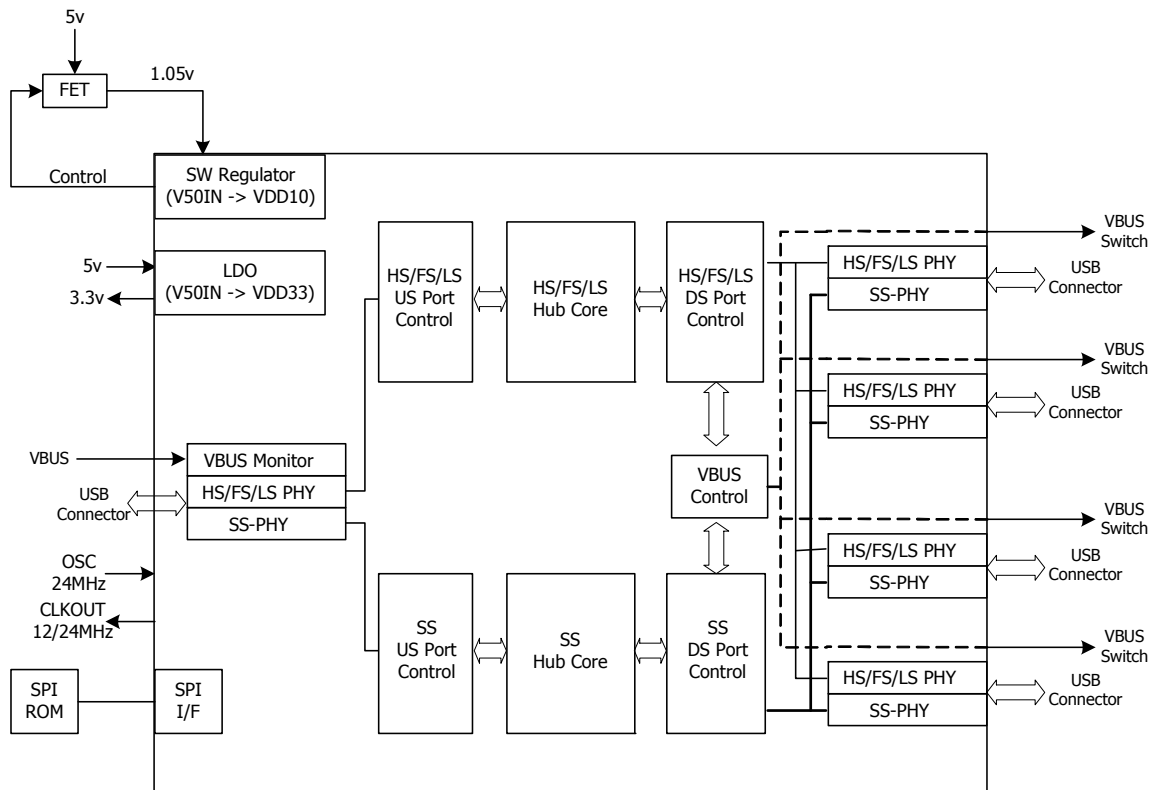 5v
FET
1.05v
Control
SW Regulator
(V50IN -> VDD10)
5v
3.3v
LDO
(V50IN -> VDD33)
HS/FS/LS
US Port
Control
HS/FS/LS
Hub Core
HS/FS/LS
DS Port
Control
VBUS
Switch
HS/FS/LS PHY
SS-PHY
USB
Connector
VBUS
Switch
HS/FS/LS PHY
SS-PHY
USB
Connector
VBUS
VBUS Monitor
HS/FS/LS PHY
SS-PHY
USB
Connector
VBUS
Control
VBUS
Switch
HS/FS/LS PHY
SS-PHY
USB
Connector
OSC
24MHz
CLKOUT
12/24MHz
SS
US Port
Control
SS
Hub Core
SS
DS Port
Control
VBUS
Switch
HS/FS/LS PHY
SS-PHY
USB
Connector
SPI
ROM
SPI
I/F